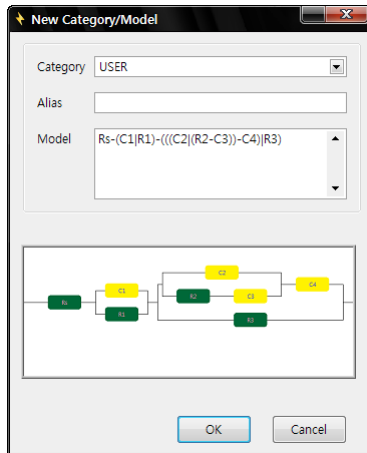 New Category/Model
Category USER
Alias
Model Rs-(C1|R1)-(((C2|(R2-C3))-C4)|R3)
C2
C1 R2 C3 C4
Rs
R1 R3
OK Cancel